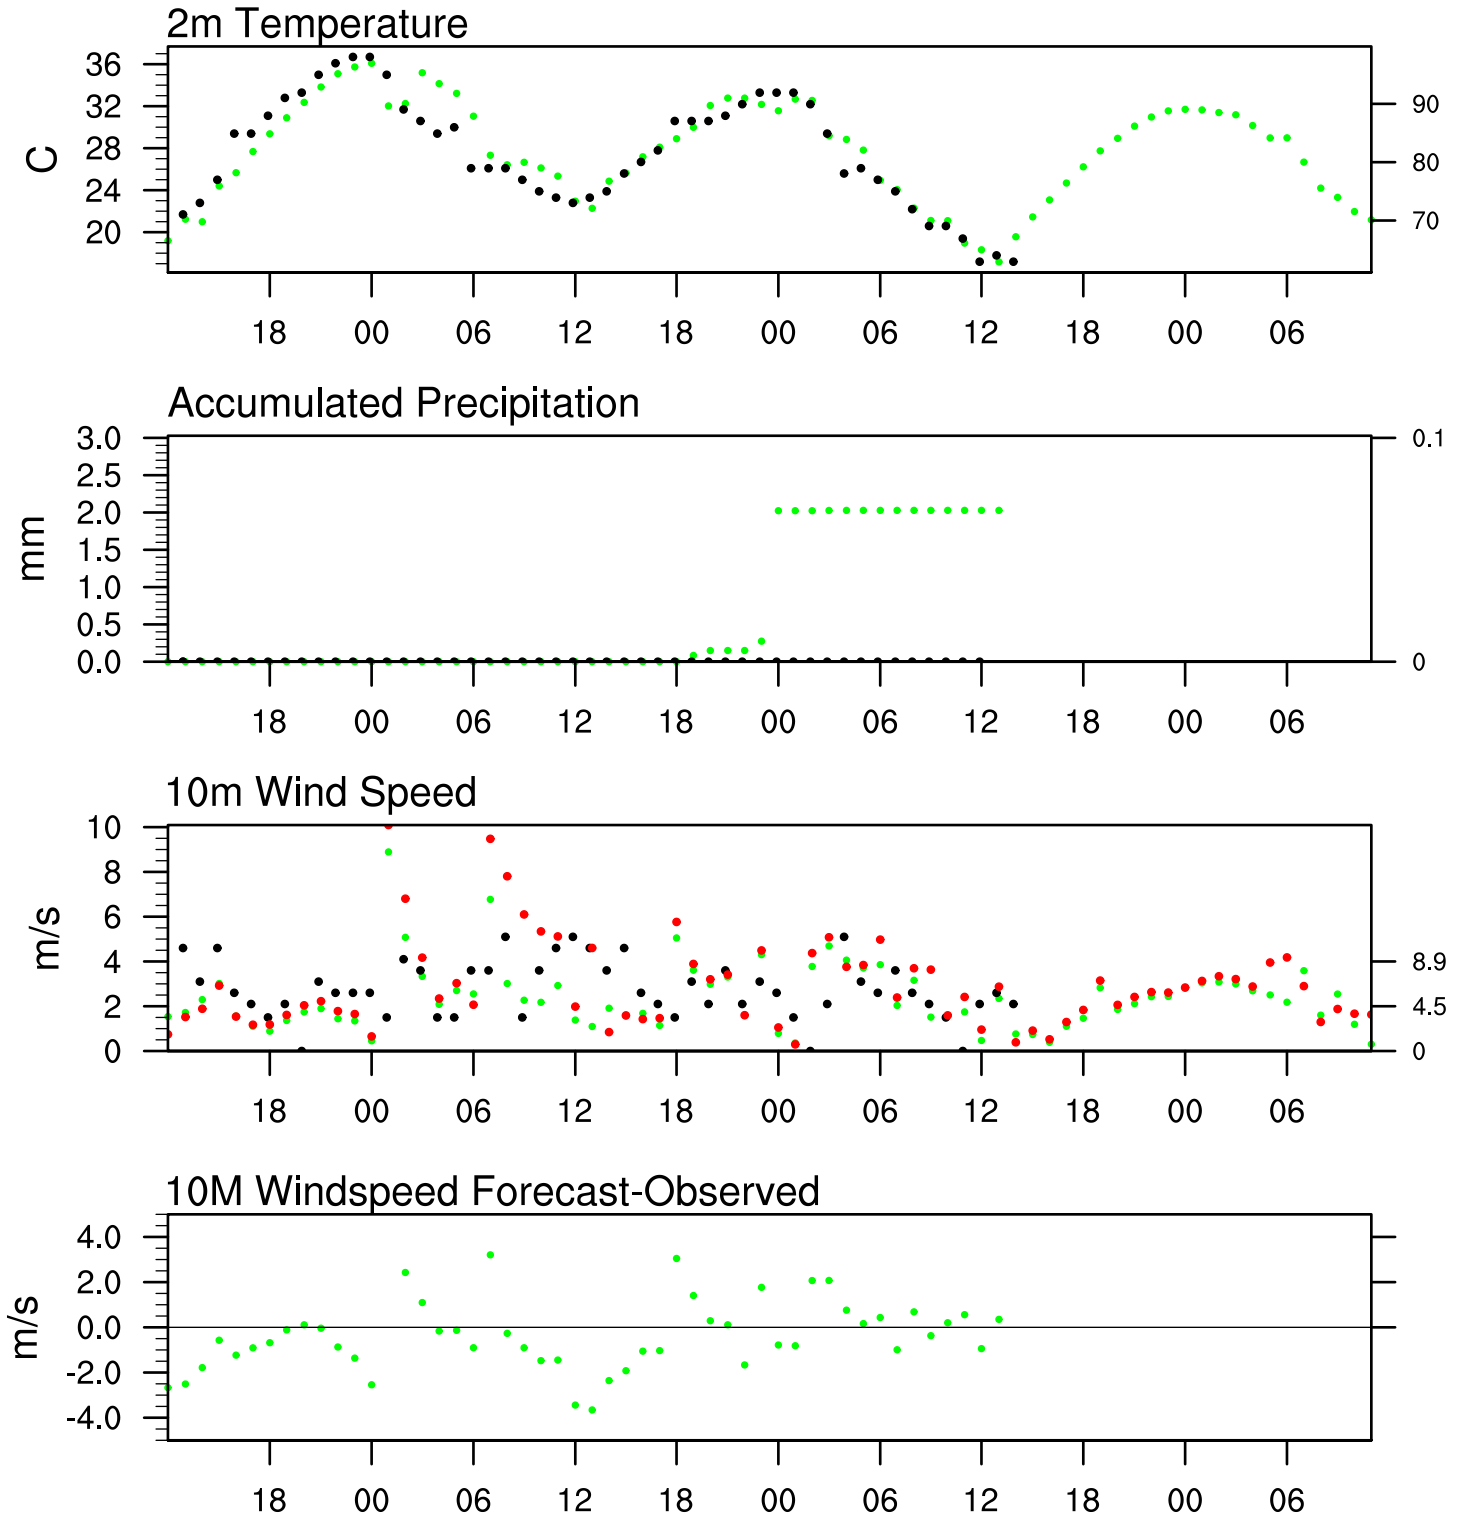 2m Temperature
36
32
28
24
20
C
90
80
70
18 00 06 12 18 00 06 12 18 00 06
Accumulated Precipitation
3.0
2.5
2.0
1.5
1.0
0.5
0.0
mm
0.1
0
18 00 06 12 18 00 06 12 18 00 06
10m Wind Speed
10
8
6
4
2
0
m/s
8.9
4.5
0
18 00 06 12 18 00 06 12 18 00 06
10M Windspeed Forecast-Observed
4.0
2.0
0.0
-2.0
-4.0
m/s
18 00 06 12 18 00 06 12 18 00 06